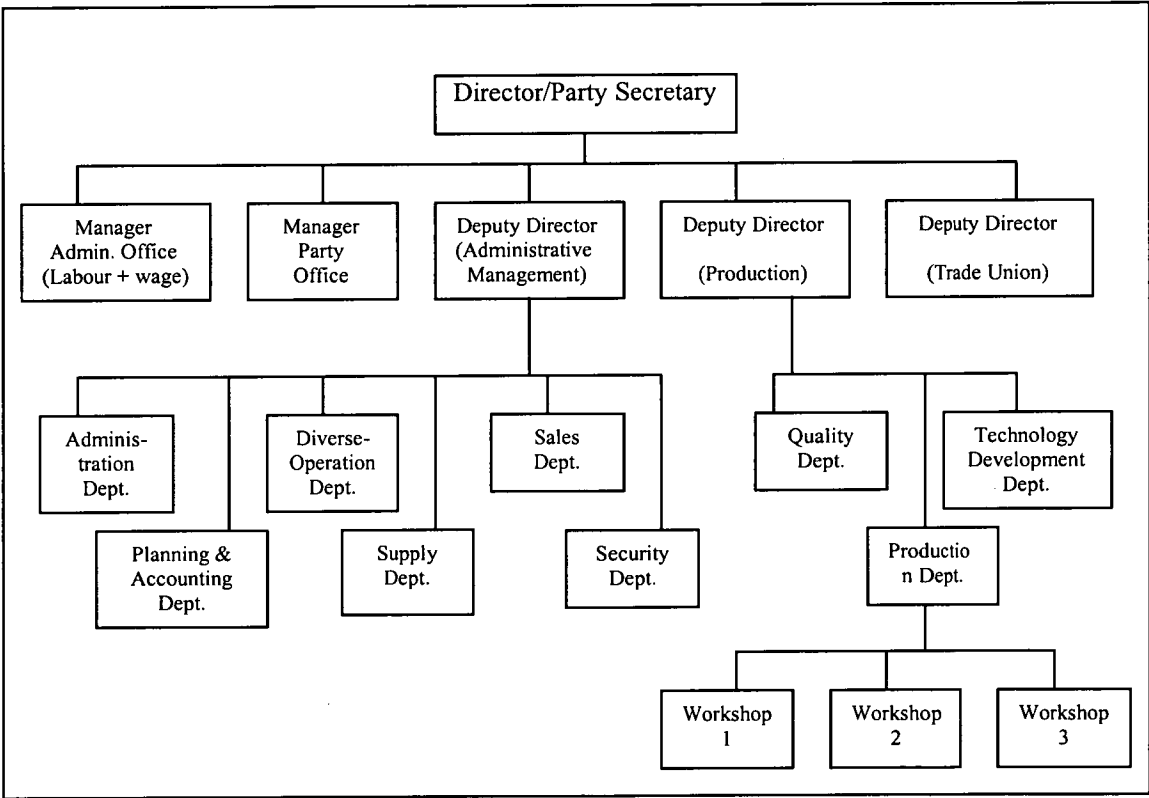 Director/Party Secretary
Manager
Admin. Office
(Labour + wage)
Manager
Party
Office
Deputy Director
(Administrative
Management)
Deputy Director
(Production)
Deputy Director
(Trade Union)
Adminis-
tration
Dept.
Diverse-
Operation
Dept.
Sales
Dept.
Quality
Dept.
Technology
Development
Dept.
Planning &
Accounting
Dept.
Supply
Dept.
Security
Dept.
Productio
n Dept.
Workshop
1
Workshop
2
Workshop
3